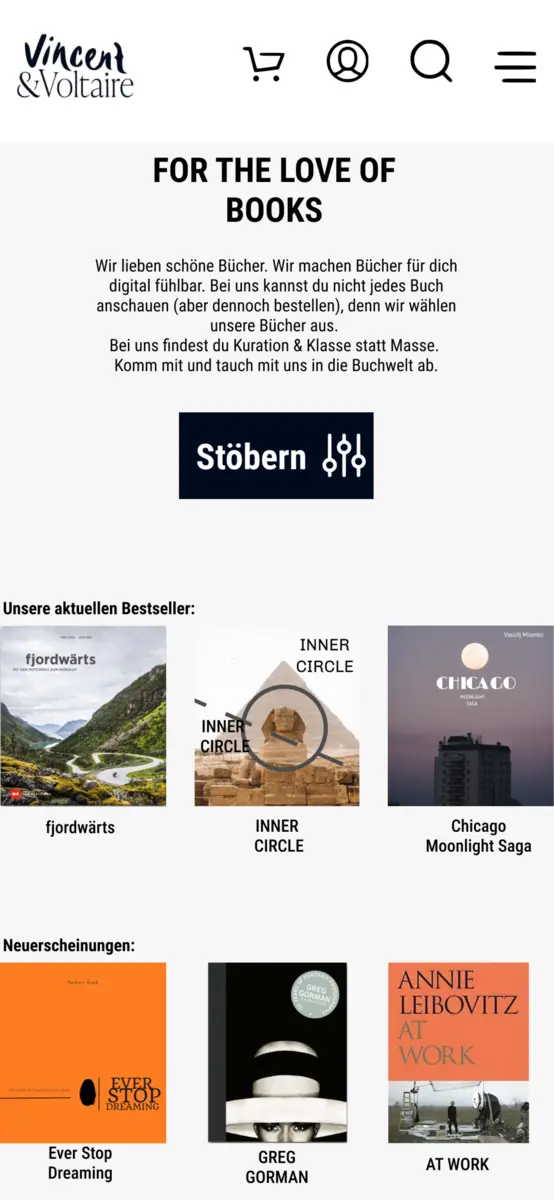 Vincent
&Voltaire
FOR THE LOVE OF
BOOKS
Wir lieben schöne Bücher. Wir machen Bücher für dich
digital fühlbar. Bei uns kannst du nicht jedes Buch
anschauen (aber dennoch bestellen), denn wir wählen
unsere Bücher aus.
Bei uns findest du Kuration & Klasse statt Masse.
Komm mit und tauch mit uns in die Buchwelt ab.
Stöbern
Unsere aktuellen Bestseller:
fjordwärts
INNER
CIRCLE
INNER
CIRCLE
Vassilij Misenko
CHICAGO
MOONLIGHT
SAGA
fjordwärts
INNER
CIRCLE
Chicago
Moonlight Saga
Neuerscheinungen:
EVER
STOP
DREAMING
GREG
GORMAN
ANNIE
LEIBOVITZ
AT
WORK
Ever Stop
Dreaming
GREG
GORMAN
AT WORK